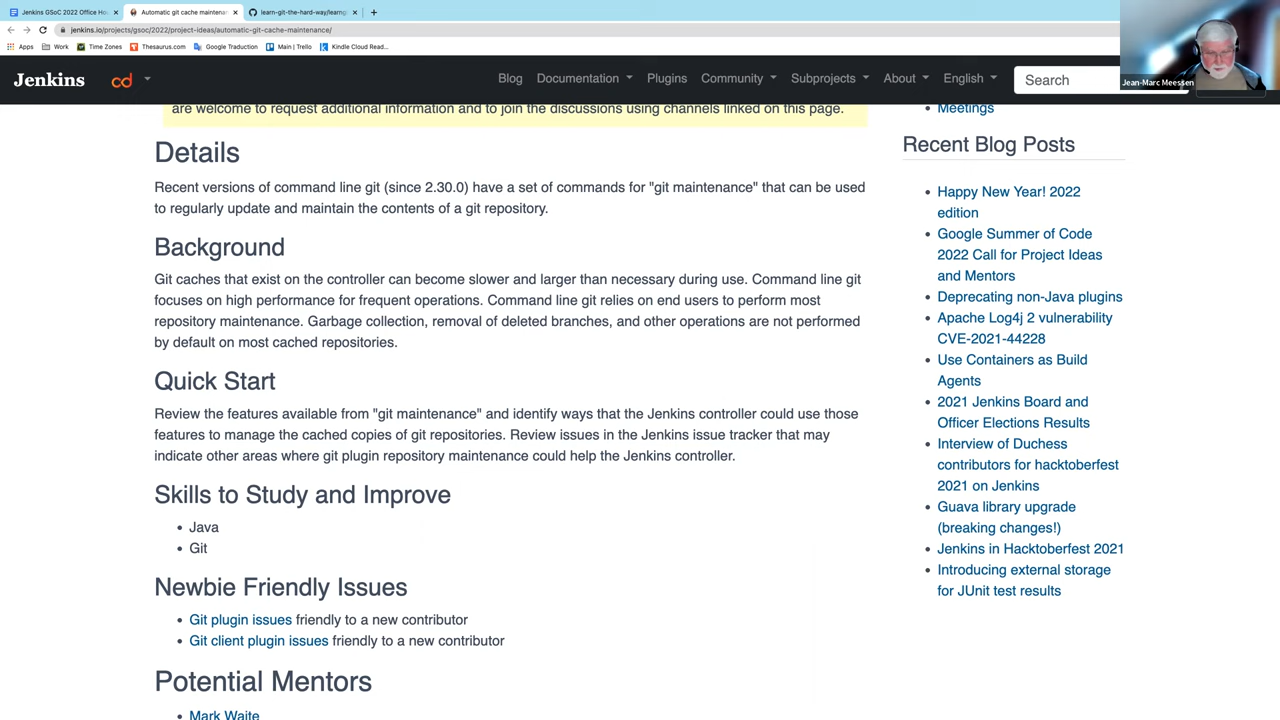 Jenkins GSoC 2022 Office Ho
Automatic git cache maintenan
learn-git-the-hard-way/learng
jenkins.io/projects/gsoc/2022/project-ideas/automatic-git-cache-maintenance/
Apps Work Time Zones Thesaurus.com Google Traduction Main | Trello Kindle Cloud Read...
Jean-Marc Meessen
Jenkins cd Blog Documentation Plugins Community Subprojects About English Search
are welcome to request additional information and to join the discussions using channels linked on this page.
Details
Recent versions of command line git (since 2.30.0) have a set of commands for "git maintenance" that can be used
to regularly update and maintain the contents of a git repository.
Background
Git caches that exist on the controller can become slower and larger than necessary during use. Command line git
focuses on high performance for frequent operations. Command line git relies on end users to perform most
repository maintenance. Garbage collection, removal of deleted branches, and other operations are not performed
by default on most cached repositories.
Quick Start
Review the features available from "git maintenance" and identify ways that the Jenkins controller could use those
features to manage the cached copies of git repositories. Review issues in the Jenkins issue tracker that may
indicate other areas where git plugin repository maintenance could help the Jenkins controller.
Skills to Study and Improve
• Java
• Git
Newbie Friendly Issues
• Git plugin issues friendly to a new contributor
• Git client plugin issues friendly to a new contributor
Potential Mentors
• Mark Waite
Meetings
Recent Blog Posts
• Happy New Year! 2022
edition
• Google Summer of Code
2022 Call for Project Ideas
and Mentors
• Deprecating non-Java plugins
• Apache Log4j 2 vulnerability
CVE-2021-44228
• Use Containers as Build
Agents
• 2021 Jenkins Board and
Officer Elections Results
• Interview of Duchess
contributors for hacktoberfest
2021 on Jenkins
• Guava library upgrade
(breaking changes!)
• Jenkins in Hacktoberfest 2021
• Introducing external storage
for JUnit test results